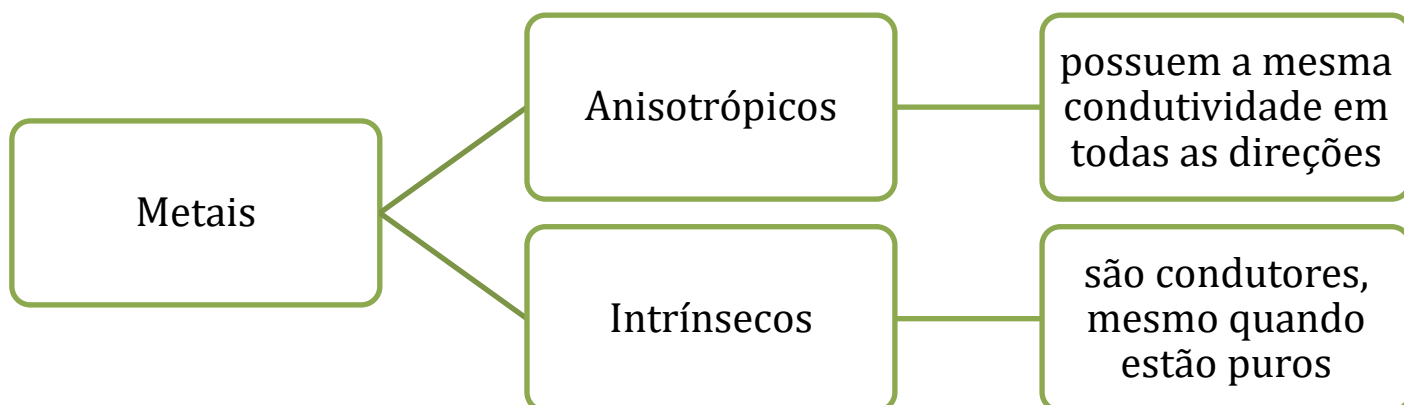 Metais
Anisotrópicos
possuem a mesma
condutividade em
todas as direções
Intrínsecos
são condutores,
mesmo quando
estão puros